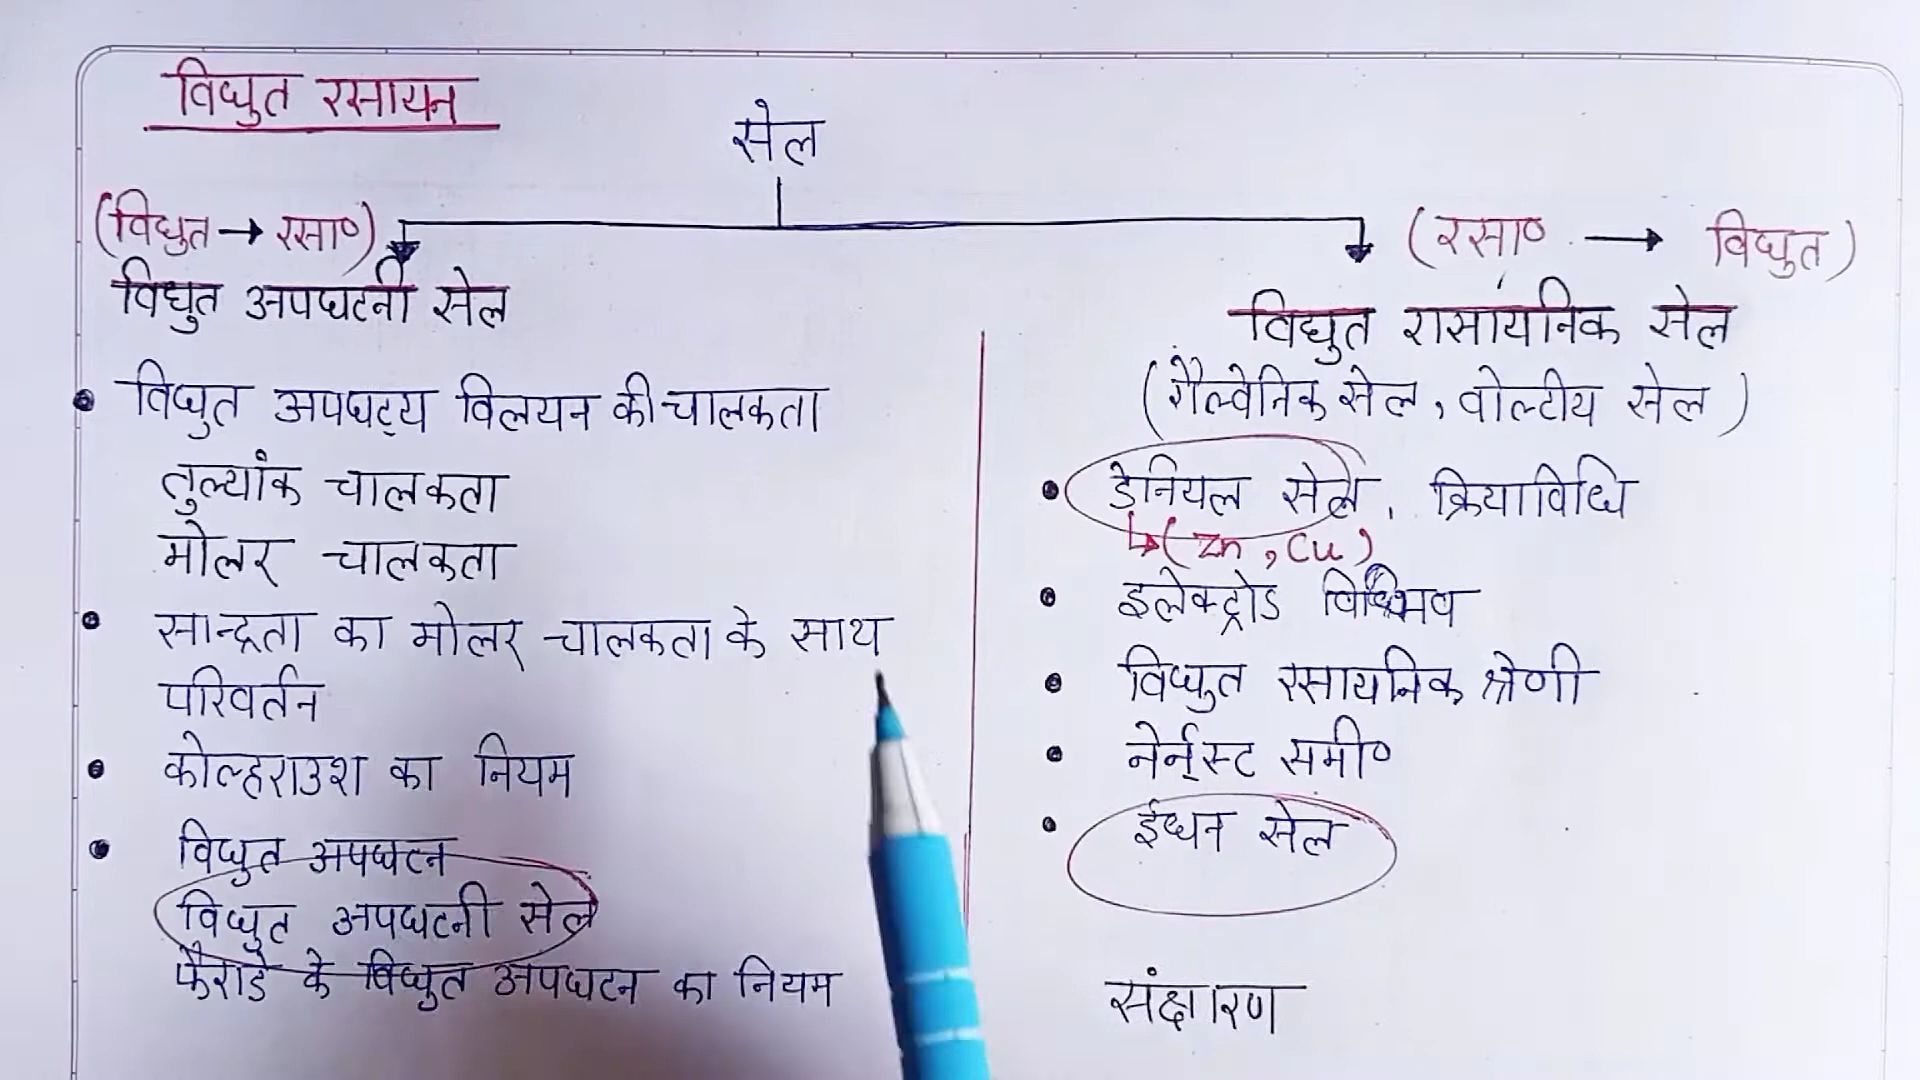 विद्युत रसायन
सेल
(विद्युत → रसा०)
विद्युत अपघटनी सेल
• विद्युत अपघट्य विलयन की चालकता
तुल्यांक चालकता
मोलर चालकता
• सान्द्रता का मोलर चालकता के साथ
परिवर्तन
• कोल्हराउश का नियम
• विद्युत अपघटन
विद्युत अपघटनी सेल
फैराडे के विद्युत अपघटन का नियम
(रसा० → विद्युत)
विद्युत रासायनिक सेल
(गैल्वेनिक सेल, वोल्टीय सेल)
• डेनियल सेल, क्रियाविधि
↳(Zn, Cu)
• इलेक्ट्रोड विभव
• विद्युत रसायनिक श्रेणी
• नेर्न्स्ट समी०
• ईधन सेल
संक्षारण